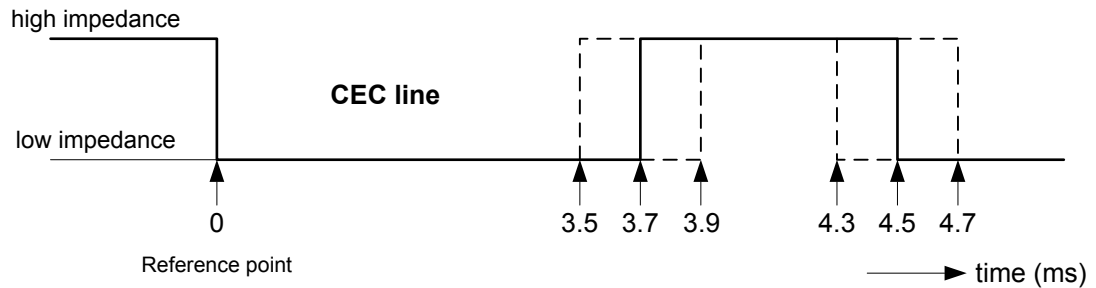 high impedance
CEC line
low impedance
0 3.5 3.7 3.9 4.3 4.5 4.7
Reference point
time (ms)